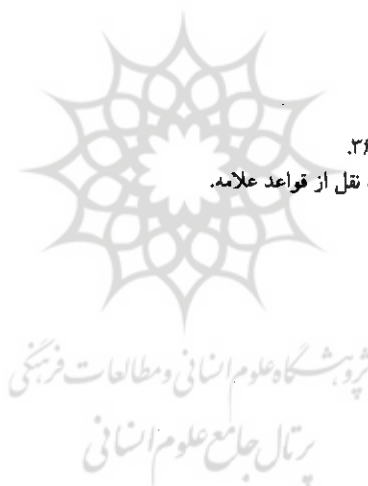 ۳۶.
نقل از قواعد علامه.
پژوهشگاه علوم انسانی و مطالعات فرهنگی
پرتال جامع علوم انسانی